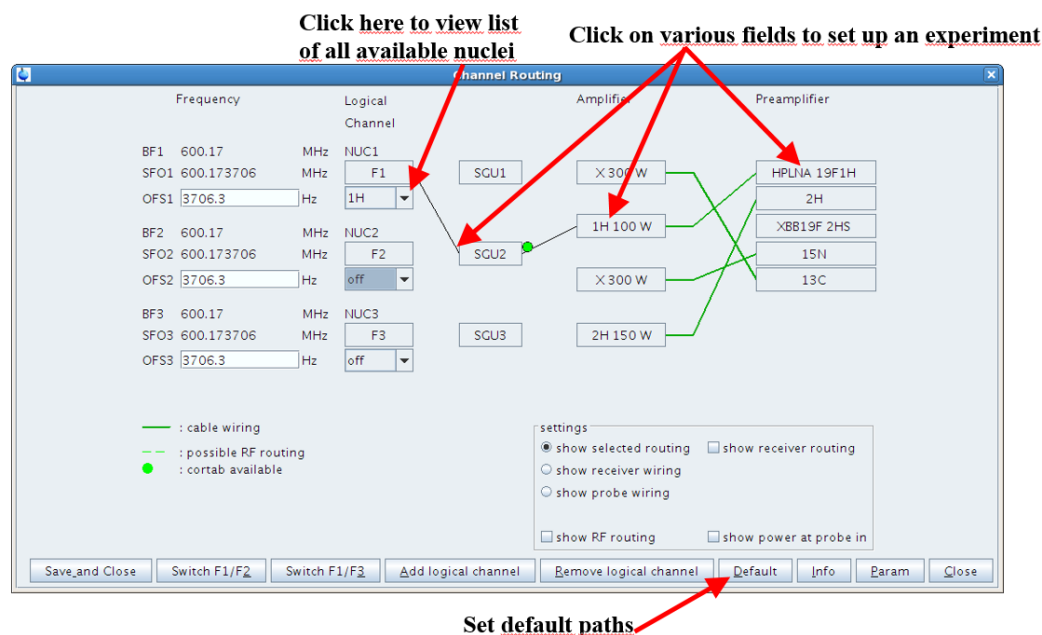 Click here to view list
of all available nuclei
Click on various fields to set up an experiment
Channel Routing
Frequency
Logical
Channel
Amplifier
Preamplifier
BF1 600.17 MHz NUC1
SFO1 600.173706 MHz F1 SGU1 X 300 W HPLNA 19F1H
OFS1 3706.3 Hz 1H 2H
BF2 600.17 MHz NUC2 1H 100 W XBB19F 2HS
SFO2 600.173706 MHz F2 SGU2 15N
OFS2 3706.3 Hz off X 300 W 13C
BF3 600.17 MHz NUC3
SFO3 600.173706 MHz F3 SGU3 2H 150 W
OFS3 3706.3 Hz off
: cable wiring
: possible RF routing
: cortab available
settings
show selected routing show receiver routing
show receiver wiring
show probe wiring
show RF routing show power at probe in
Save and Close Switch F1/F2 Switch F1/F3 Add logical channel Remove logical channel Default Info Param Close
Set default paths